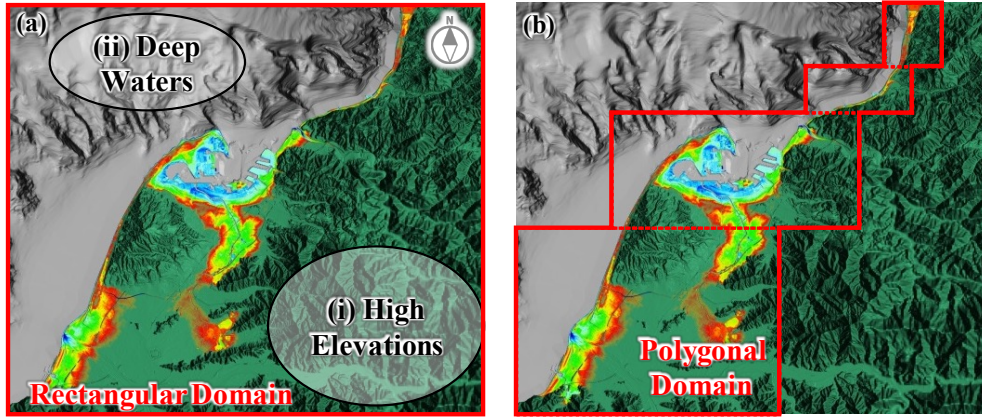 (a)
(ii) Deep
Waters
N
(i) High
Elevations
Rectangular Domain
(b)
Polygonal
Domain